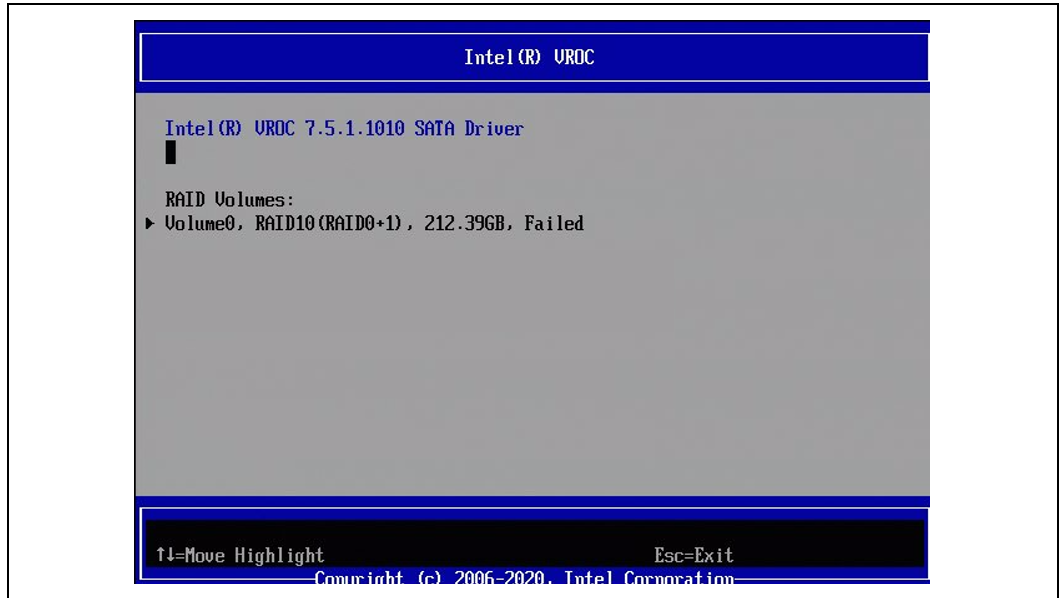 Intel(R) VROC
Intel(R) VROC 7.5.1.1010 SATA Driver
RAID Volumes:
Volume0, RAID10(RAID0+1), 212.39GB, Failed
↑↓=Move Highlight Esc=Exit
Copyright (c) 2006-2020, Intel Corporation